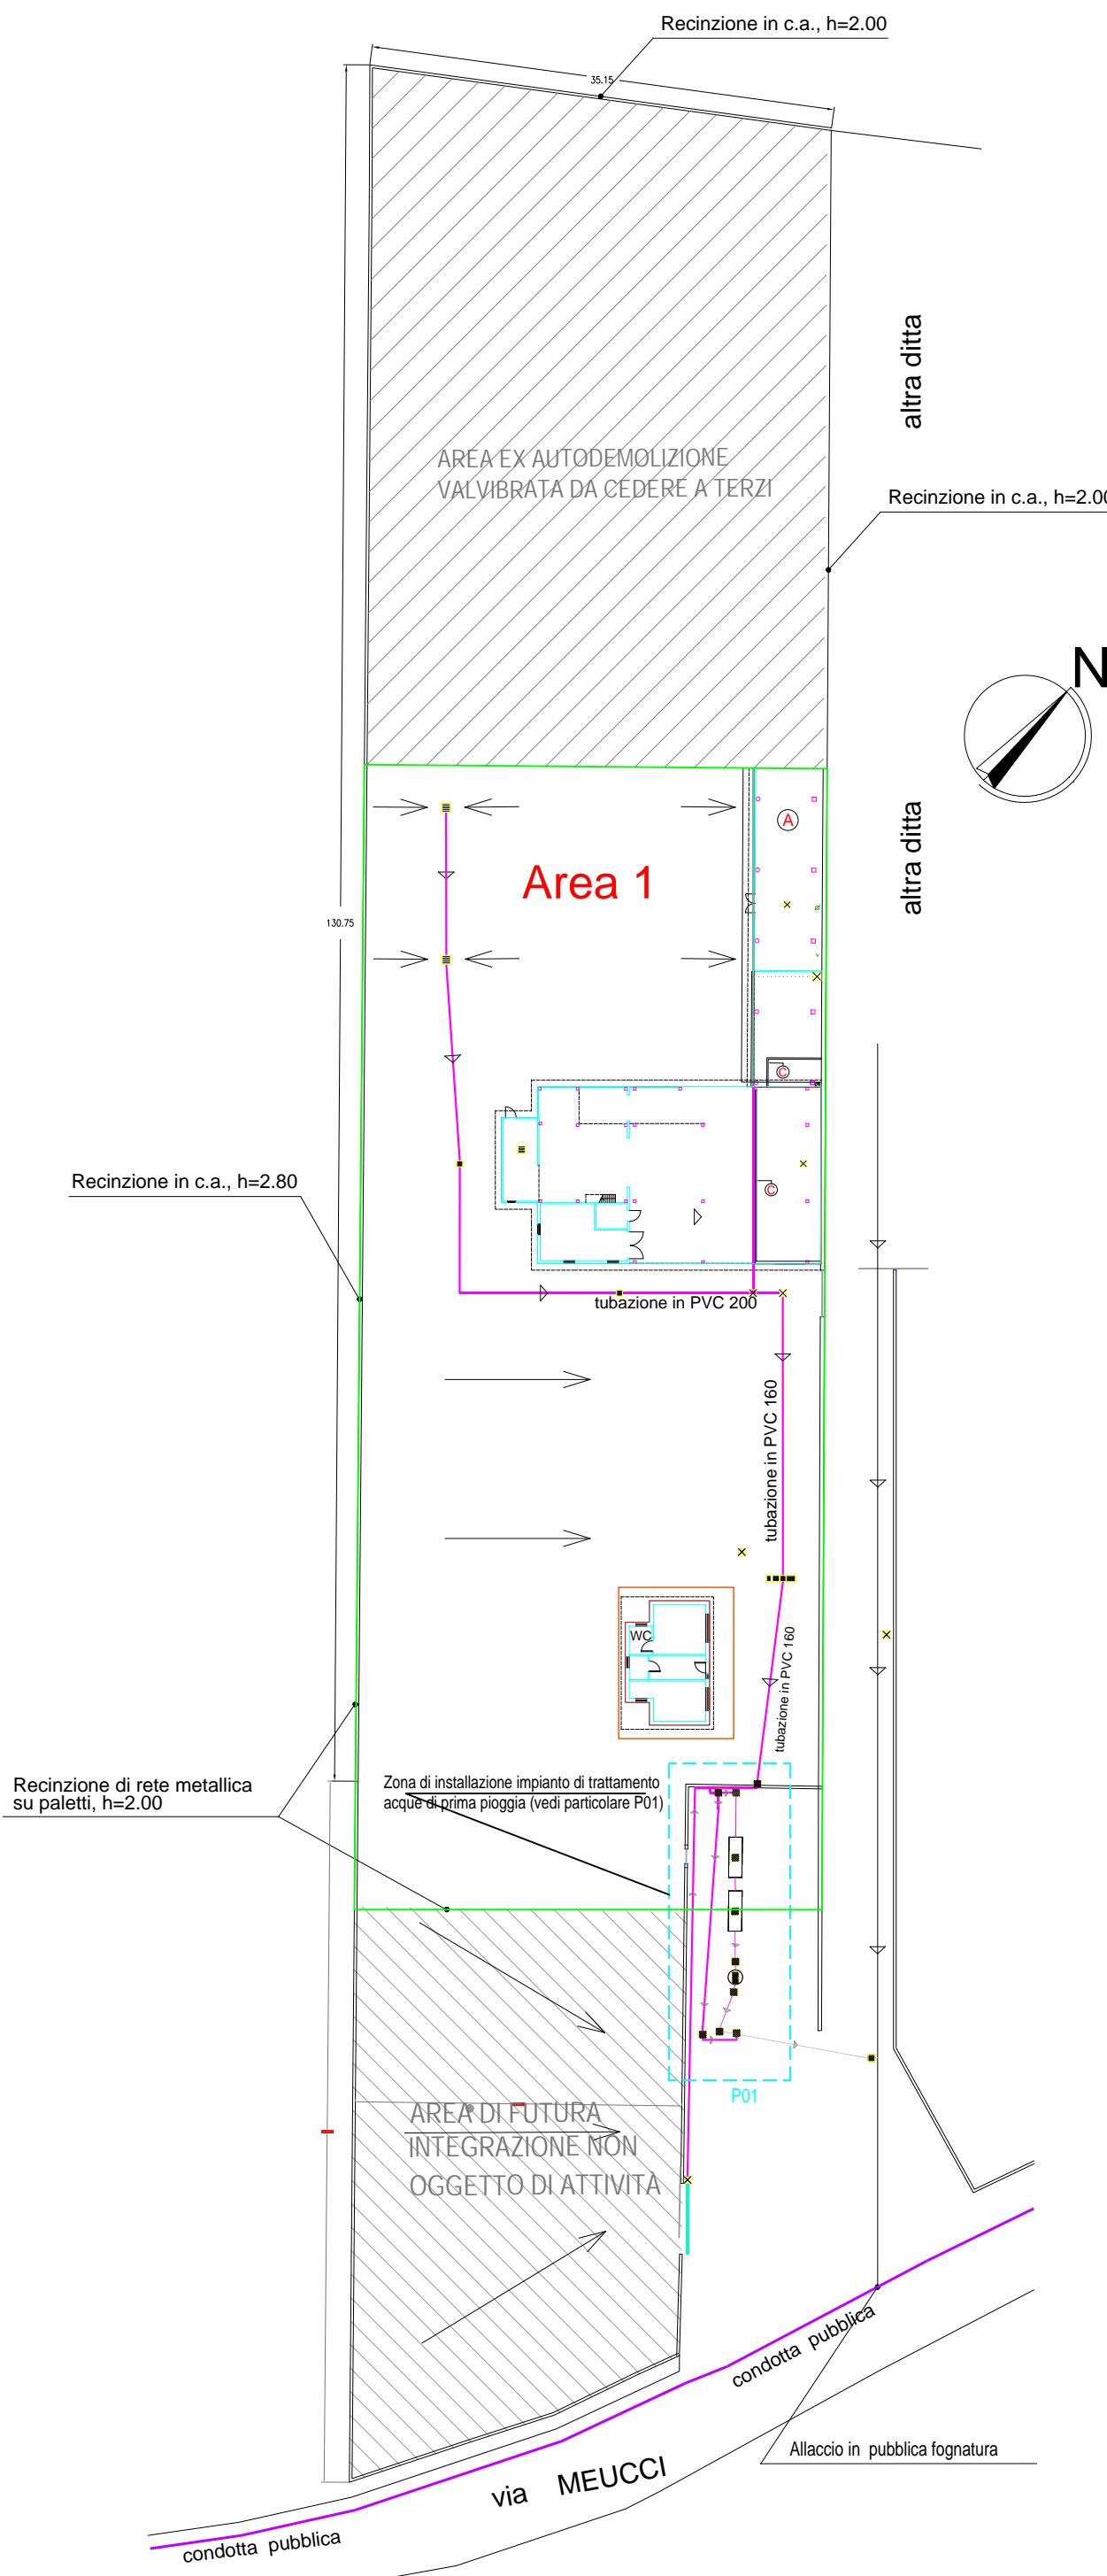 Recinzione in c.a., h=2.00
35.15
altra ditta
AREA EX AUTODEMOLIZIONE
VALVIBRATA DA CEDERE A TERZI
Recinzione in c.a., h=2.00
N
A
altra ditta
Area 1
130.75
C
Recinzione in c.a., h=2.80
C
tubazione in PVC 200
tubazione in PVC 160
WC
tubazione in PVC 160
Recinzione di rete metallica
su paletti, h=2.00
Zona di installazione impianto di trattamento
acque di prima pioggia (vedi particolare P01)
P01
AREA DI FUTURA
INTEGRAZIONE NON
OGGETTO DI ATTIVITÀ
condotta pubblica
Allaccio in pubblica fognatura
via MEUCCI
condotta pubblica